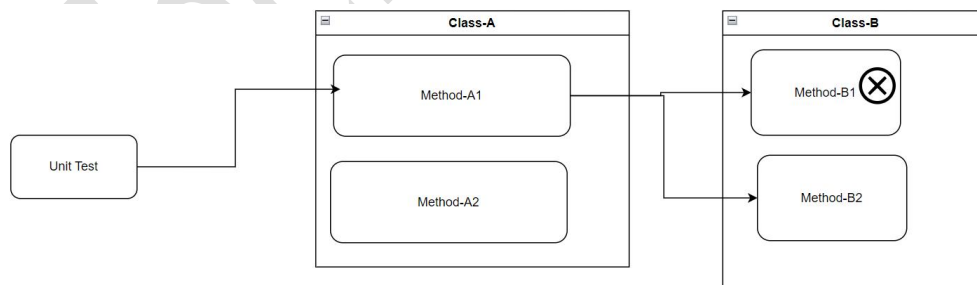 Class-A
Class-B
Method-A1
Method-B1
Unit Test
Method-A2
Method-B2